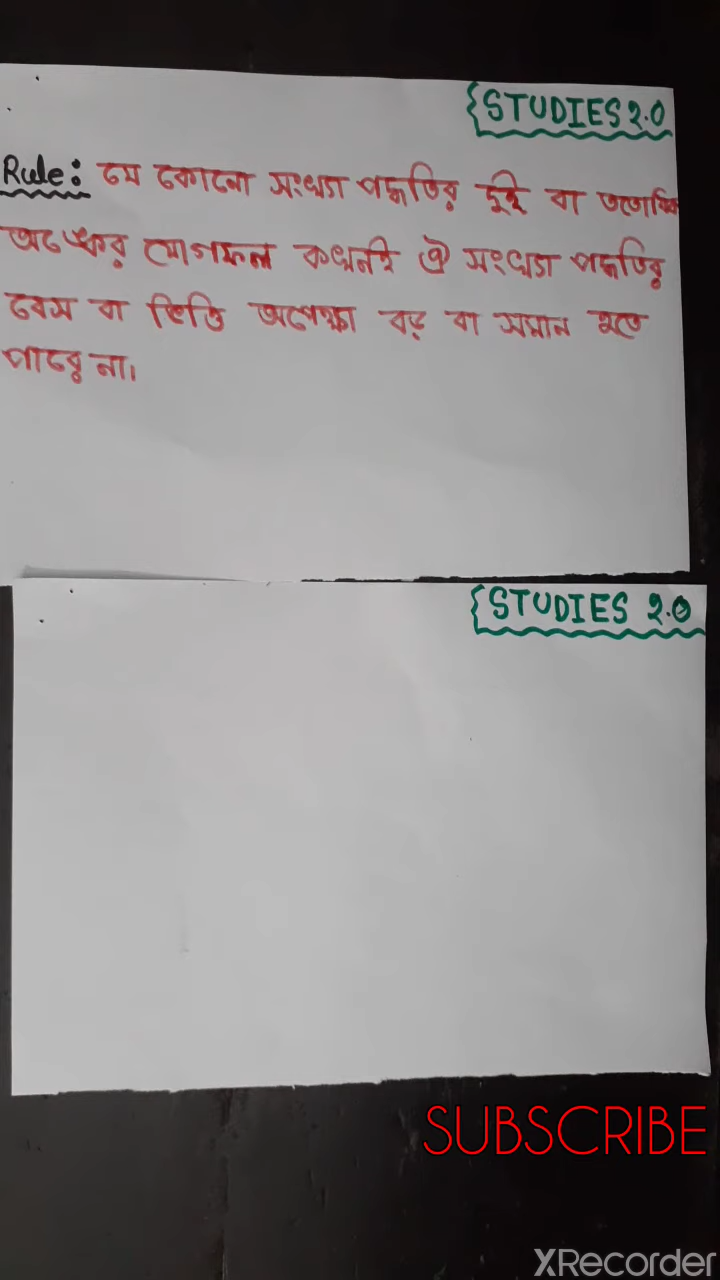 {STUDIES 2.0
Rule: যে কোনো সংখ্যা পদ্ধতির দুই বা ততোধিক
অঙ্কের যোগফল কখনই ঐ সংখ্যা পদ্ধতির
বেস বা ভিত্তি অপেক্ষা বড় বা সমান হতে
পারবে না।
{STUDIES 2.0
SUBSCRIBE
XRecorder